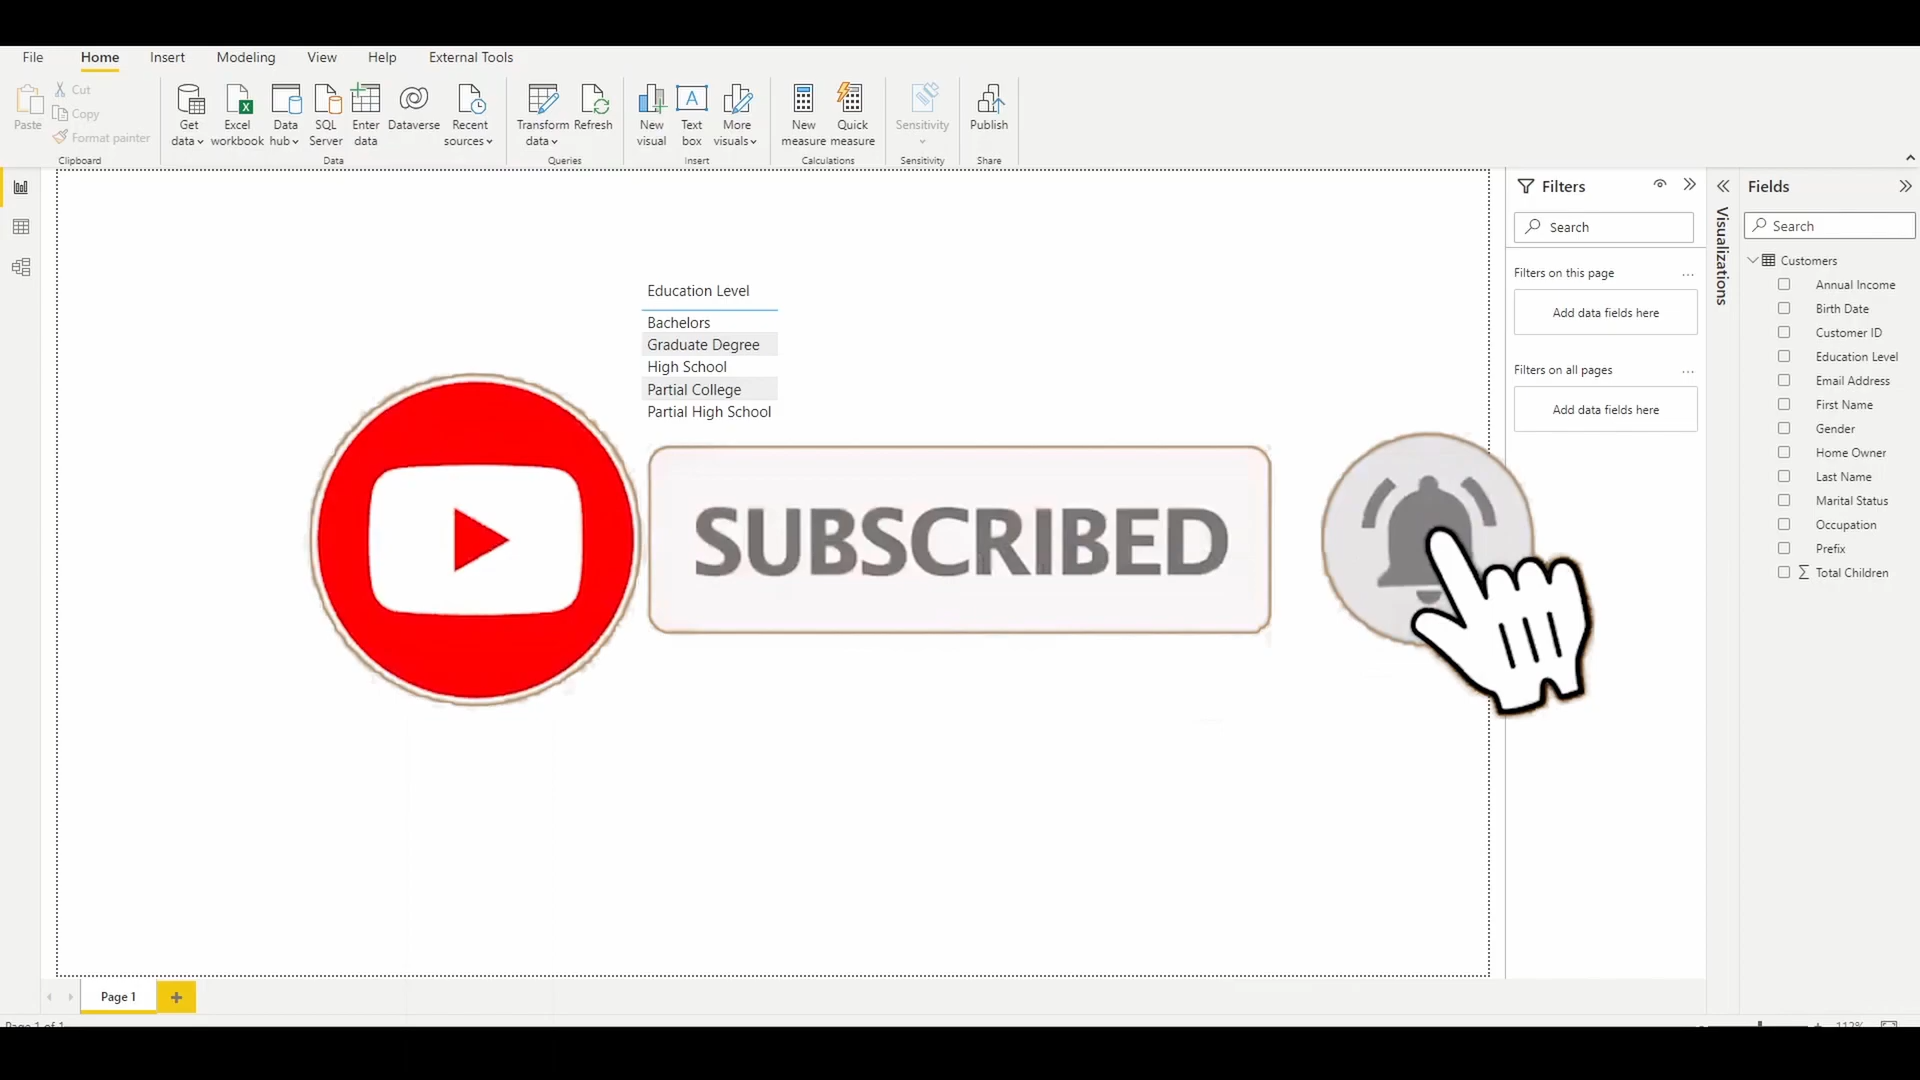 File Home Insert Modeling View Help External Tools
Paste
Cut
Copy
Format painter
Clipboard
Get data
Excel workbook
Data hub
SQL Server
Enter data
Dataverse
Recent sources
Data
Transform data
Refresh
Queries
New visual
Text box
More visuals
Insert
New measure
Quick measure
Calculations
Sensitivity
Sensitivity
Publish
Share
Education Level
Bachelors
Graduate Degree
High School
Partial College
Partial High School
SUBSCRIBED
Filters
Search
Filters on this page
Add data fields here
Filters on all pages
Add data fields here
Visualizations
Fields
Search
Customers
Annual Income
Birth Date
Customer ID
Education Level
Email Address
First Name
Gender
Home Owner
Last Name
Marital Status
Occupation
Prefix
Total Children
Page 1
Page 1 of 1
112%